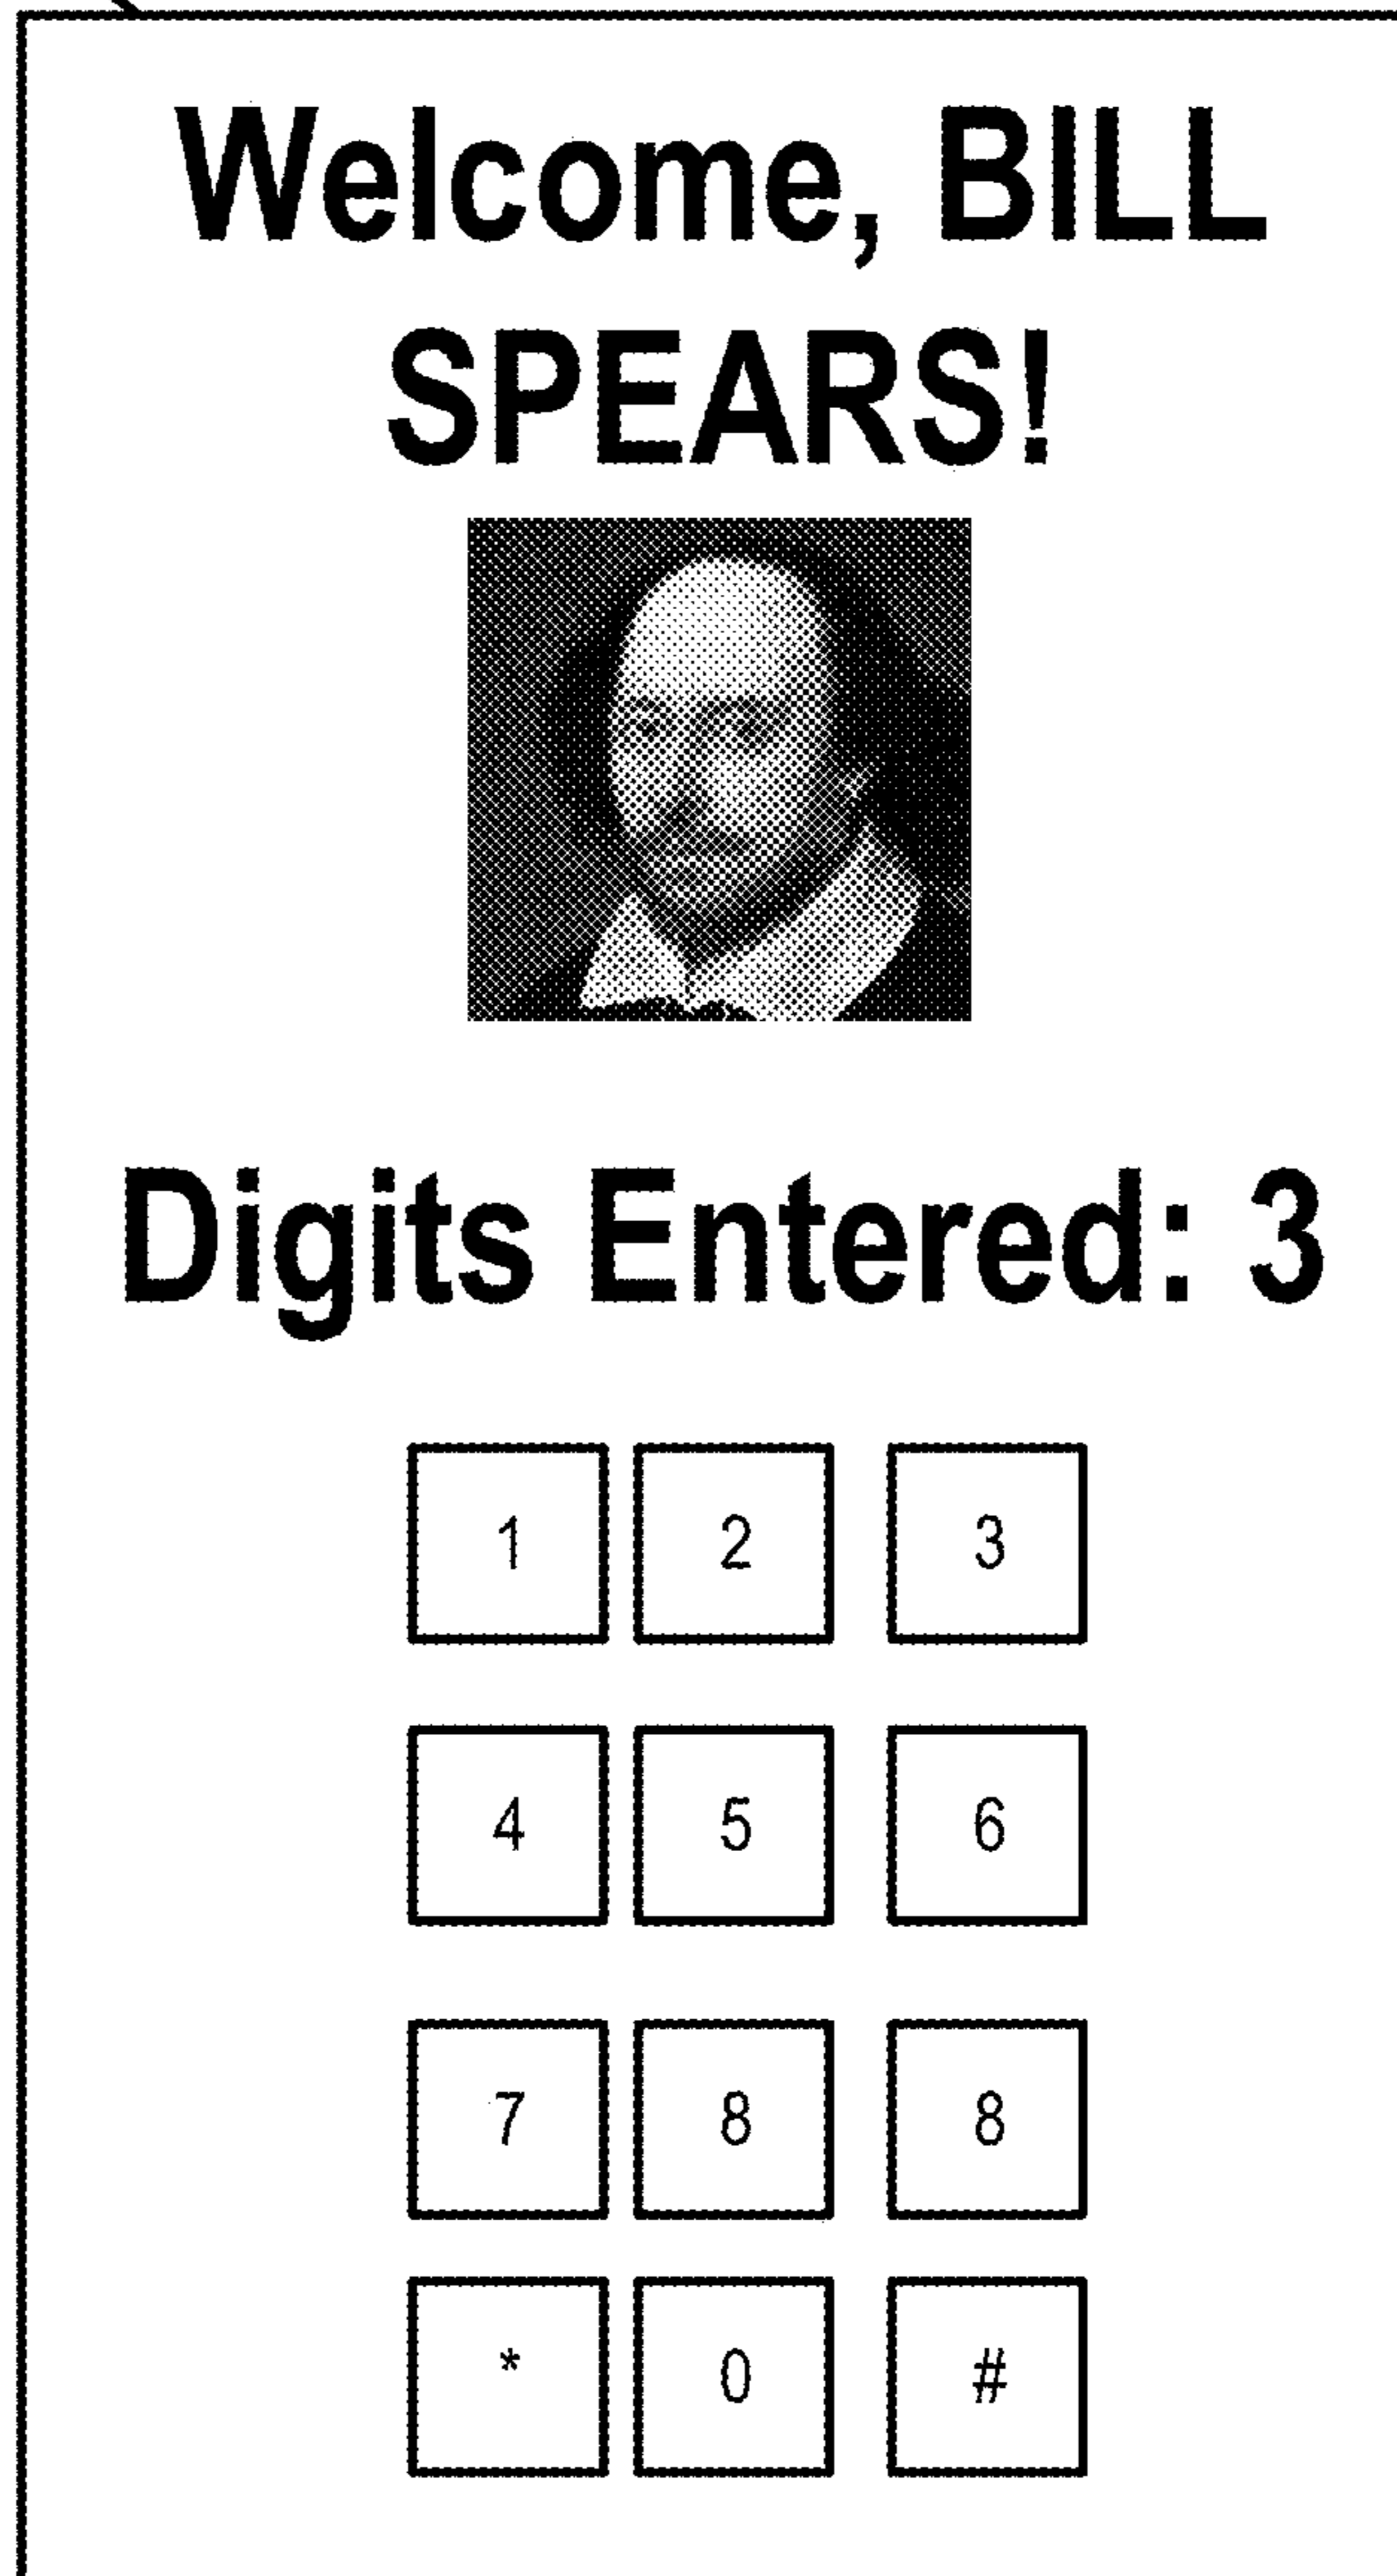 Welcome, BILL
SPEARS!
Digits Entered: 3
1 2 3
4 5 6
7 8 8
* 0 #